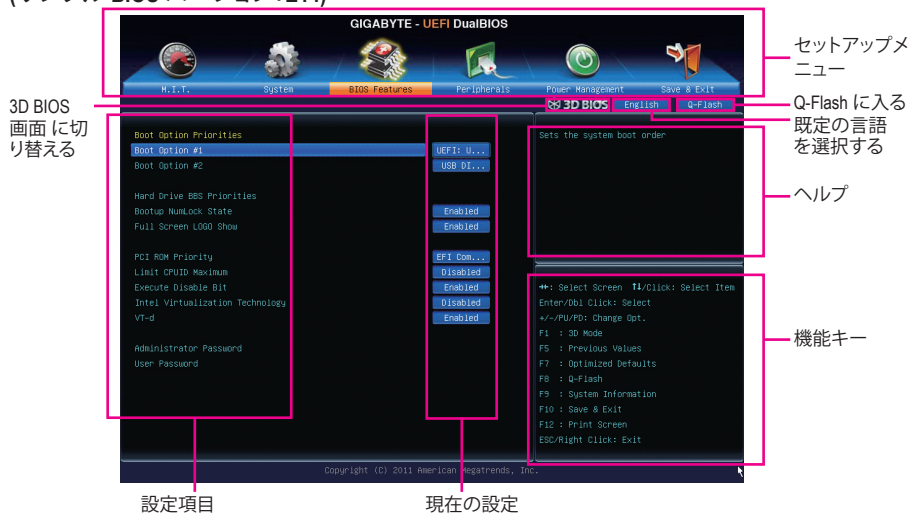 GIGABYTE - UEFI DualBIOS
セットアップメ
ニュー
M.I.T.
System
BIOS Features
Peripherals
Power Management
Save & Exit
3D BIOS
English
Q-Flash
3D BIOS
画面 に切
り替える
Q-Flash に入る
既定の言語
を選択する
Boot Option Priorities
Boot Option #1
UEFI: U...
Boot Option #2
USB DI...
Hard Drive BBS Priorities
Bootup NumLock State
Enabled
Full Screen LOGO Show
Enabled
PCI ROM Priority
EFI Com...
Limit CPUID Maximum
Disabled
Execute Disable Bit
Enabled
Intel Virtualization Technology
Disabled
VT-d
Enabled
Administrator Password
User Password
Sets the system boot order
ヘルプ
→←: Select Screen ↑↓/Click: Select Item
Enter/Dbl Click: Select
+/-/PU/PD: Change Opt.
F1 : 3D Mode
F5 : Previous Values
F7 : Optimized Defaults
F8 : Q-Flash
F9 : System Information
F10 : Save & Exit
F12 : Print Screen
ESC/Right Click: Exit
機能キー
Copyright (C) 2011 American Megatrends, Inc.
設定項目
現在の設定